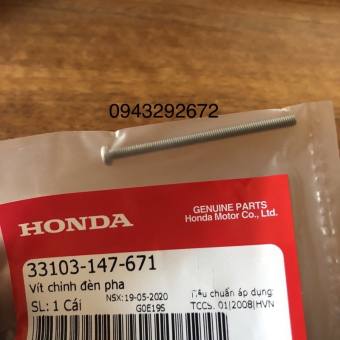 0943292672
HONDA
GENUINE PARTS
Honda Motor Co., Ltd.
33103-147-671
Vít chỉnh đèn pha
SL: 1 Cái
NSX:19-05-2020
G0E19S
Tiêu chuẩn áp dụng:
TCCS. 01|2008|HVN